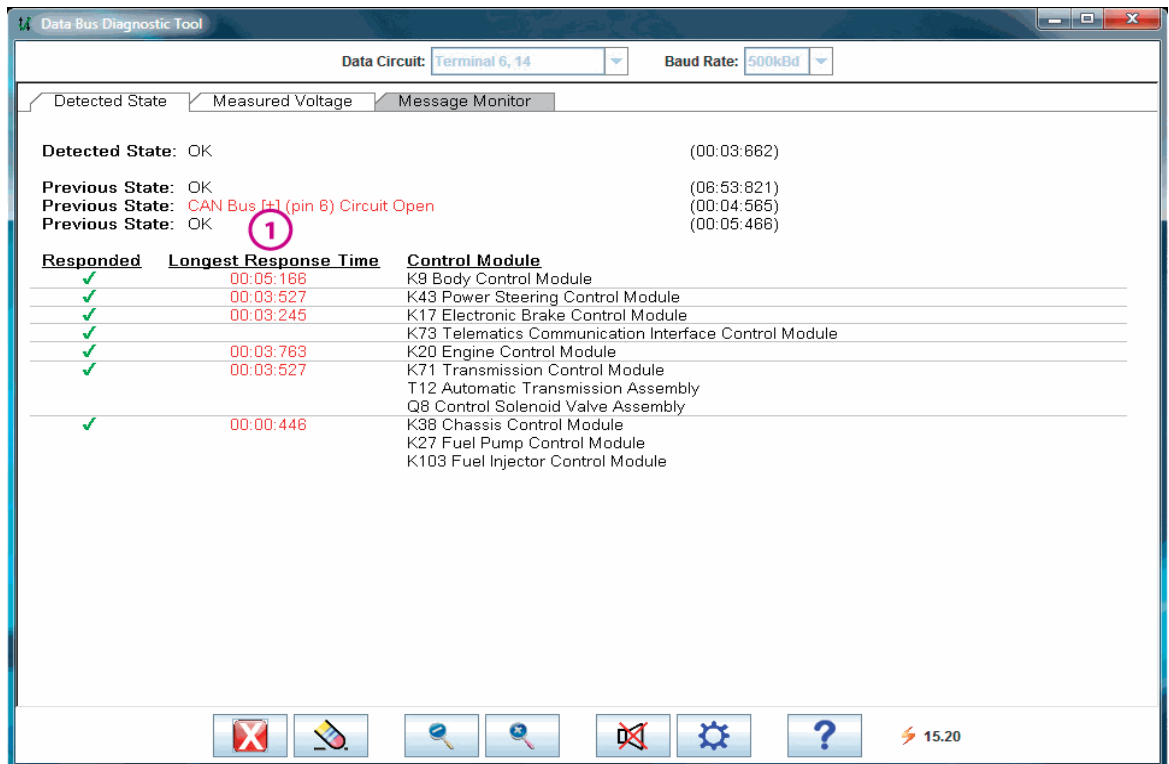 Data Bus Diagnostic Tool
Data Circuit: Terminal 6, 14 Baud Rate: 500kBd
Detected State Measured Voltage Message Monitor
Detected State: OK (00:03:662)
Previous State: OK (06:53:821)
Previous State: CAN Bus [+] (pin 6) Circuit Open (00:04:565)
Previous State: OK (00:05:466)
1
Responded Longest Response Time Control Module
00:05:166 K9 Body Control Module
00:03:527 K43 Power Steering Control Module
00:03:245 K17 Electronic Brake Control Module
K73 Telematics Communication Interface Control Module
00:03:763 K20 Engine Control Module
00:03:527 K71 Transmission Control Module
T12 Automatic Transmission Assembly
Q8 Control Solenoid Valve Assembly
00:00:446 K38 Chassis Control Module
K27 Fuel Pump Control Module
K103 Fuel Injector Control Module
? 15.20